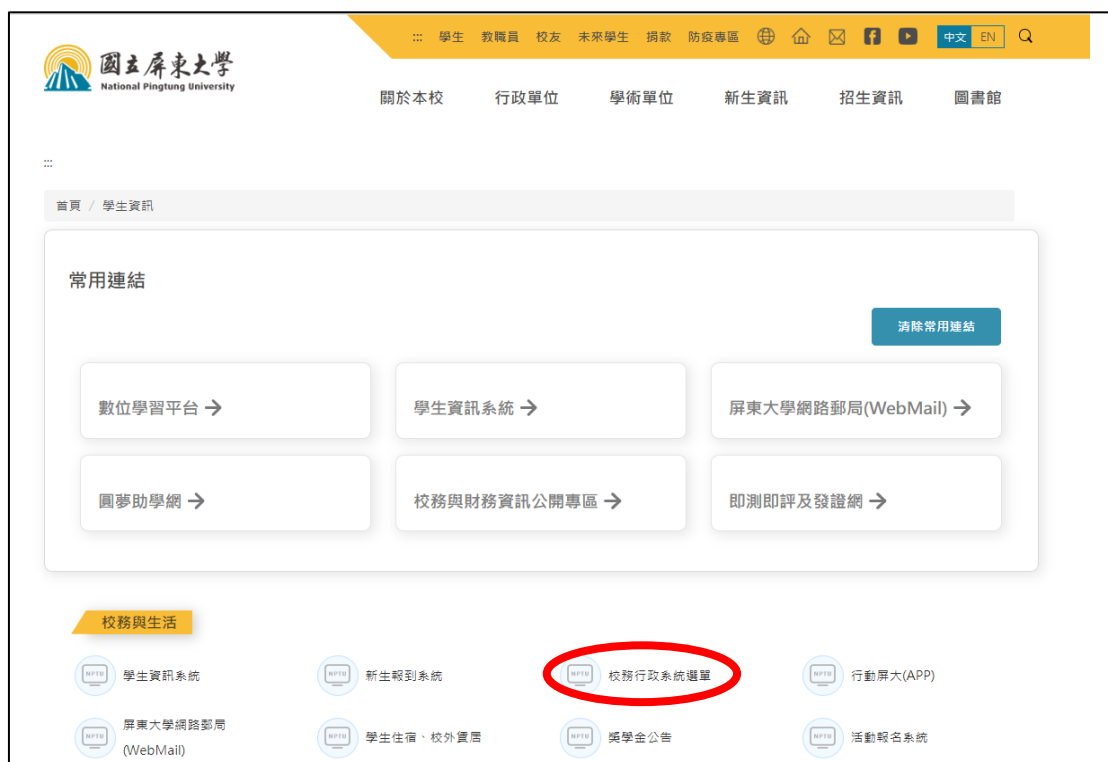 ::: 學生 教職員 校友 未來學生 捐款 防疫專區 中文 EN
國立屏東大學
National Pingtung University
關於本校 行政單位 學術單位 新生資訊 招生資訊 圖書館
:::
首頁 / 學生資訊
常用連結
清除常用連結
數位學習平台 → 學生資訊系統 → 屏東大學網路郵局(WebMail) →
圓夢助學網 → 校務與財務資訊公開專區 → 即測即評及發證網 →
校務與生活
NPTU 學生資訊系統 NPTU 新生報到系統 NPTU 校務行政系統選單 NPTU 行動屏大(APP)
NPTU 屏東大學網路郵局
(WebMail) NPTU 學生住宿、校外賃居 NPTU 獎學金公告 NPTU 活動報名系統